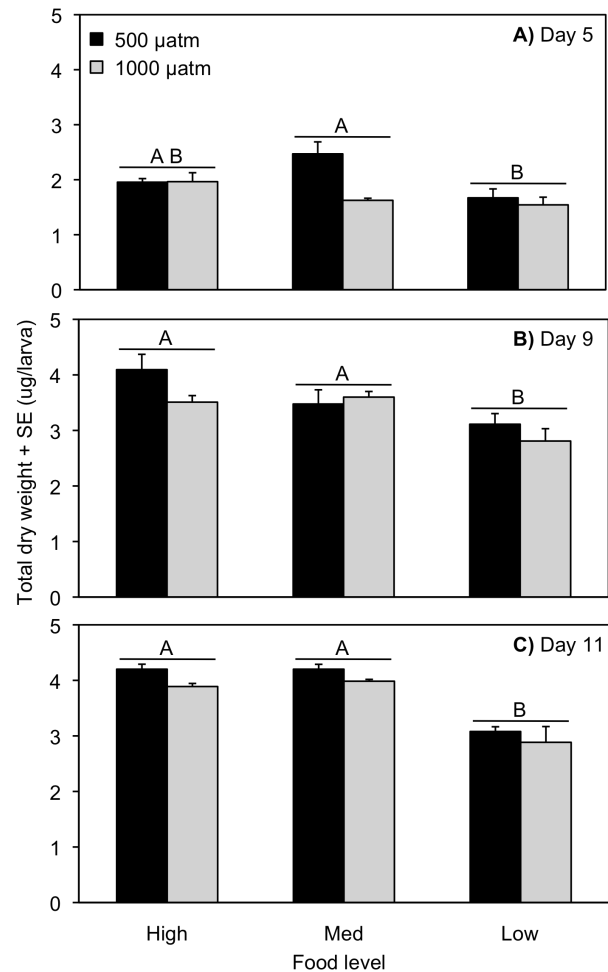 5
A) Day 5
500 µatm
1000 µatm
4
3
A
A B
B
2
1
0
5
B) Day 9
A
4
A
B
3
2
1
0
5
C) Day 11
A
A
4
B
3
2
1
0
Total dry weight + SE (ug/larva)
High
Med
Low
Food level